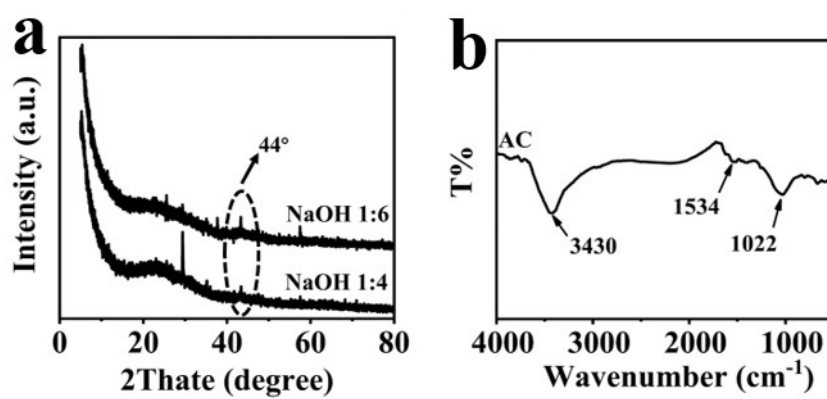 a
Intensity (a.u.)
44°
NaOH 1:6
NaOH 1:4
0 20 40 60 80
2Thate (degree)
b
T%
AC
3430
1534
1022
4000 3000 2000 1000
Wavenumber (cm⁻¹)